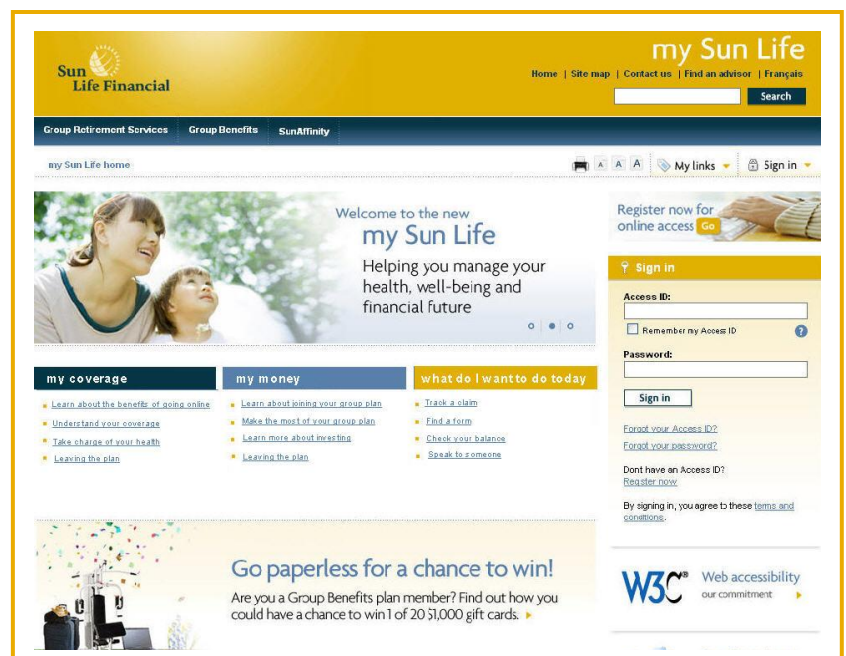 my Sun Life
Sun
Life Financial
Home | Site map | Contact us | Find an advisor | Français
Search
Group Retirement Services
Group Benefits
SunAffinity
my Sun Life home
A A A
My links
Sign in
Welcome to the new
my Sun Life
Helping you manage your
health, well-being and
financial future
Register now for
online access Go
Sign in
Access ID:
Remember my Access ID
?
Password:
Sign in
Forgot your Access ID?
Forgot your password?
Dont have an Access ID?
Register now
By signing in, you agree to these terms and
conditions.
my coverage
Learn about the benefits of going online
Understand your coverage
Take charge of your health
Leaving the plan
my money
Learn about joining your group plan
Make the most of your group plan
Learn more about investing
Leaving the plan
what do I want to do today
Track a claim
Find a form
Check your balance
Speak to someone
Go paperless for a chance to win!
Are you a Group Benefits plan member? Find out how you
could have a chance to win 1 of 20 $1,000 gift cards.
W3C®
Web accessibility
our commitment